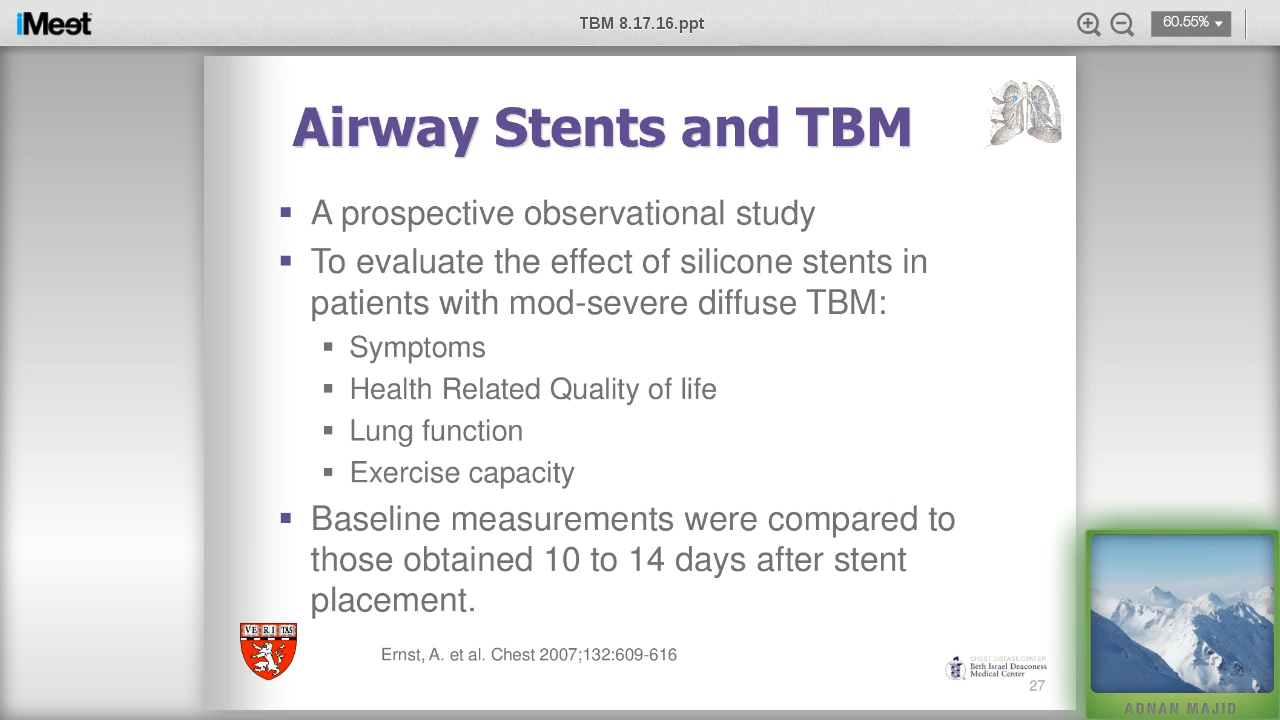 iMeet
TBM 8.17.16.ppt
60.55%
Airway Stents and TBM
A prospective observational study
To evaluate the effect of silicone stents in
patients with mod-severe diffuse TBM:
Symptoms
Health Related Quality of life
Lung function
Exercise capacity
Baseline measurements were compared to
those obtained 10 to 14 days after stent
placement.
VE RI TAS
Ernst, A. et al. Chest 2007;132:609-616
CHEST DISEASE CENTER
Beth Israel Deaconess
Medical Center
27
ADNAN MAJID